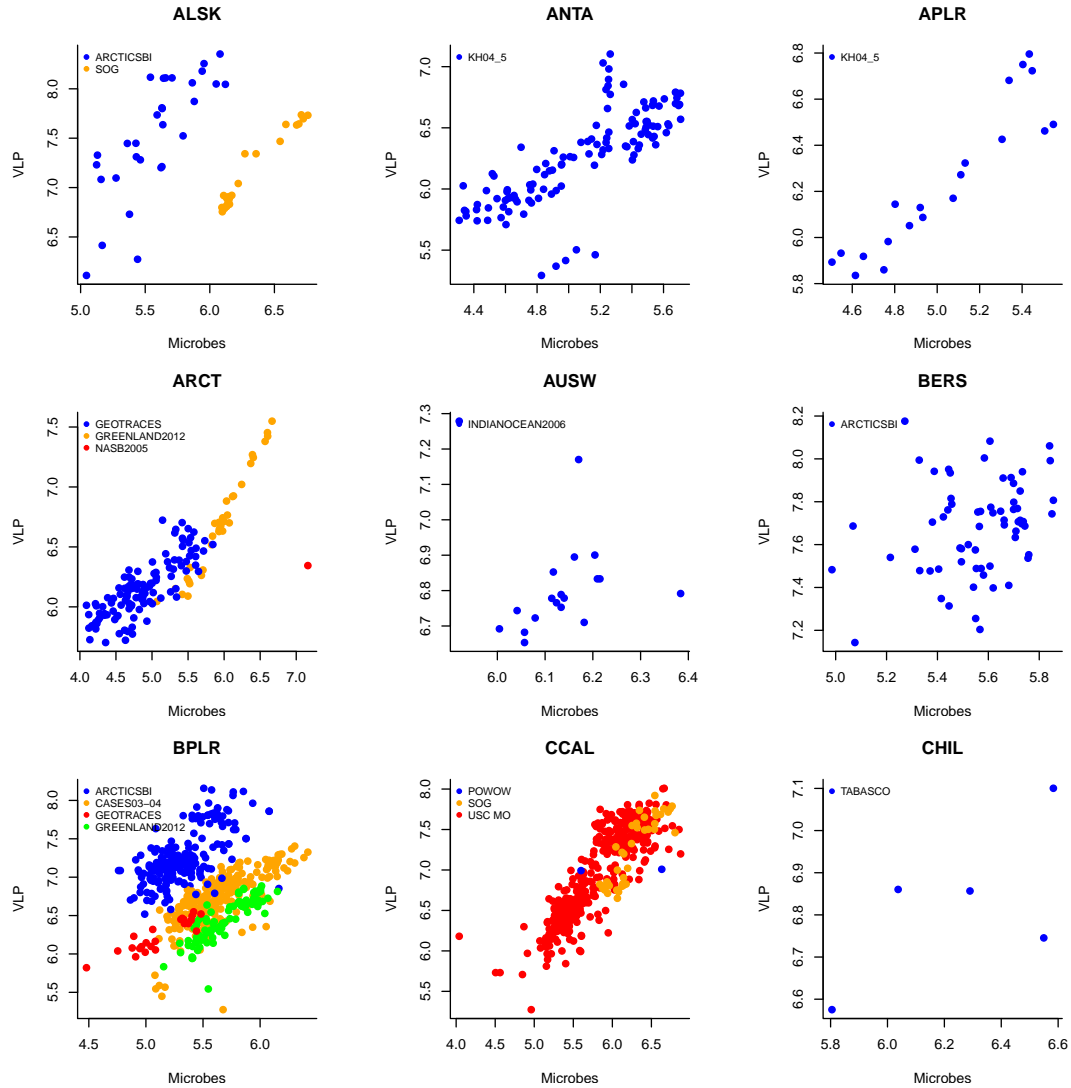 ALSK
ARCTICSBI
SOG
VLP
8.0
7.5
7.0
6.5
5.0 5.5 6.0 6.5
Microbes
ANTA
KH04_5
VLP
7.0
6.5
6.0
5.5
4.4 4.8 5.2 5.6
Microbes
APLR
KH04_5
VLP
6.8
6.6
6.4
6.2
6.0
5.8
4.6 4.8 5.0 5.2 5.4
Microbes
ARCT
GEOTRACES
GREENLAND2012
NASB2005
VLP
7.5
7.0
6.5
6.0
4.0 4.5 5.0 5.5 6.0 6.5 7.0
Microbes
AUSW
INDIANOCEAN2006
VLP
7.3
7.2
7.1
7.0
6.9
6.8
6.7
6.0 6.1 6.2 6.3 6.4
Microbes
BERS
ARCTICSBI
VLP
8.2
8.0
7.8
7.6
7.4
7.2
5.0 5.2 5.4 5.6 5.8
Microbes
BPLR
ARCTICSBI
CASES03−04
GEOTRACES
GREENLAND2012
VLP
8.0
7.5
7.0
6.5
6.0
5.5
4.5 5.0 5.5 6.0
Microbes
CCAL
POWOW
SOG
USC MO
VLP
8.0
7.5
7.0
6.5
6.0
5.5
4.0 4.5 5.0 5.5 6.0 6.5
Microbes
CHIL
TABASCO
VLP
7.1
7.0
6.9
6.8
6.7
6.6
5.8 6.0 6.2 6.4 6.6
Microbes